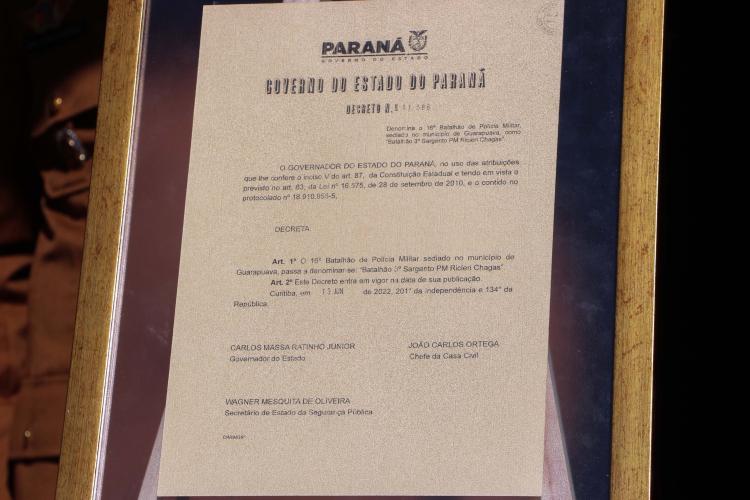 PARANÁ
GOVERNO DO ESTADO
GOVERNO DO ESTADO DO PARANÁ
DECRETO N.º
Denomina o 16º Batalhão de Polícia Militar,
sediado no município de Guarapuava, como
"Batalhão 3º Sargento PM Ricieri Chagas".
O GOVERNADOR DO ESTADO DO PARANÁ, no uso das atribuições
que lhe confere o inciso V do art. 87, da Constituição Estadual e tendo em vista o
previsto no art. 63, da Lei nº 16.575, de 28 de setembro de 2010, e o contido no
protocolado nº
DECRETA
Art. 1º O 16º Batalhão de Polícia Militar sediado no município de
Guarapuava, passa a denominar-se: "Batalhão 3º Sargento PM Ricieri Chagas"
Art. 2º Este Decreto entra em vigor na data de sua publicação.
Curitiba, em JUN de 2022, 201º da Independência e 134º da
República.
CARLOS MASSA RATINHO JUNIOR
Governador do Estado
JOÃO CARLOS ORTEGA
Chefe da Casa Civil
WAGNER MESQUITA DE OLIVEIRA
Secretário de Estado da Segurança Pública